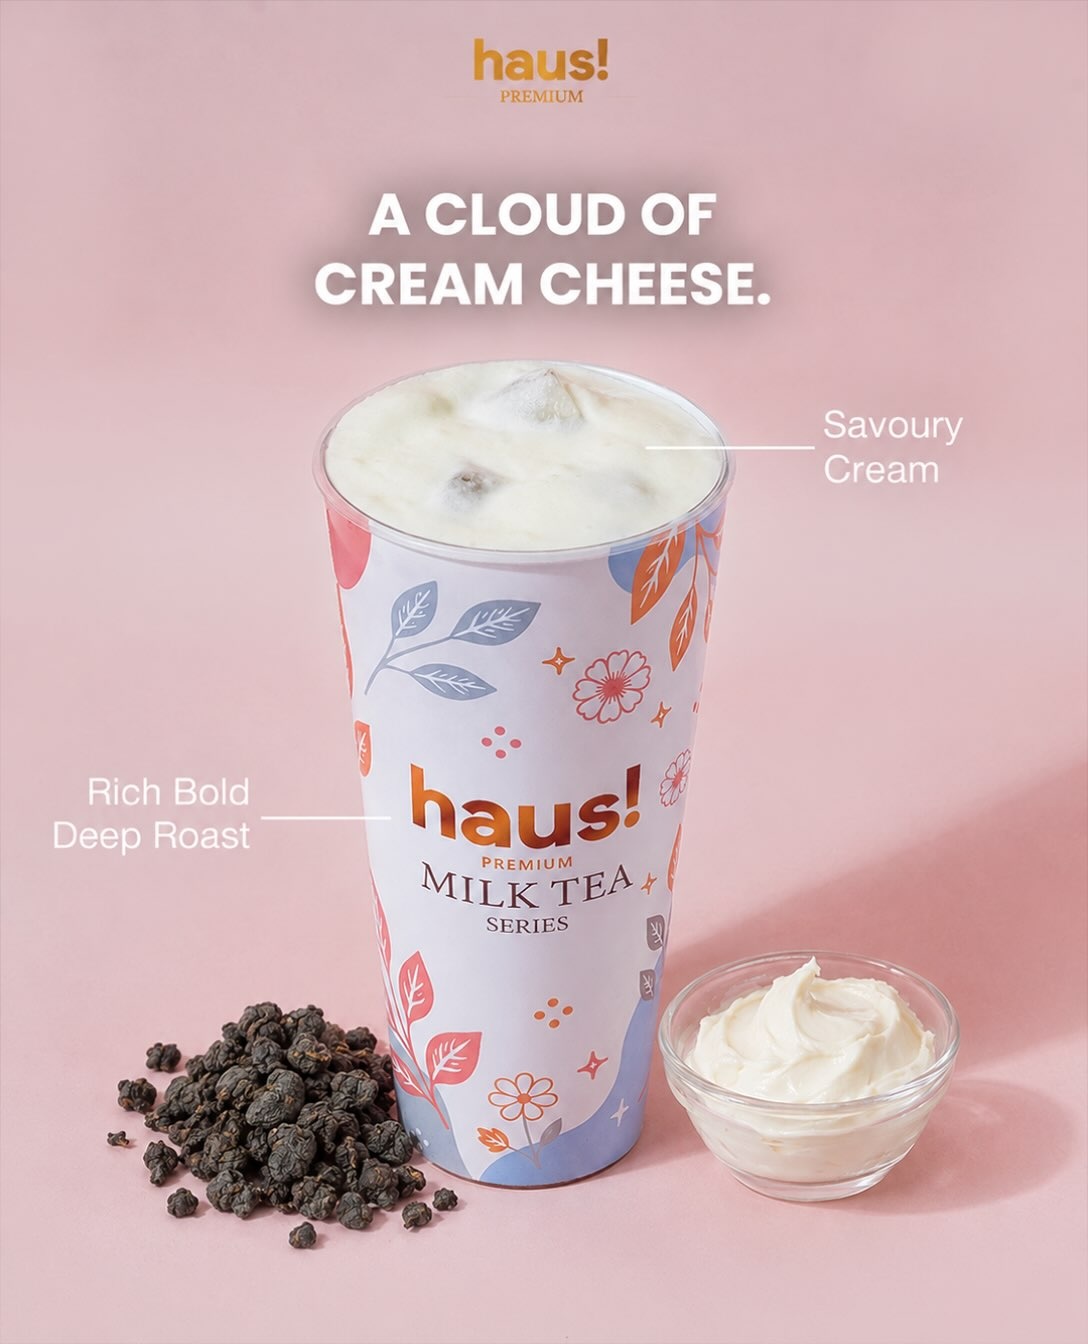 haus!
PREMIUM
A CLOUD OF
CREAM CHEESE.
Savoury
Cream
Rich Bold
Deep Roast
haus!
PREMIUM
MILK TEA
SERIES